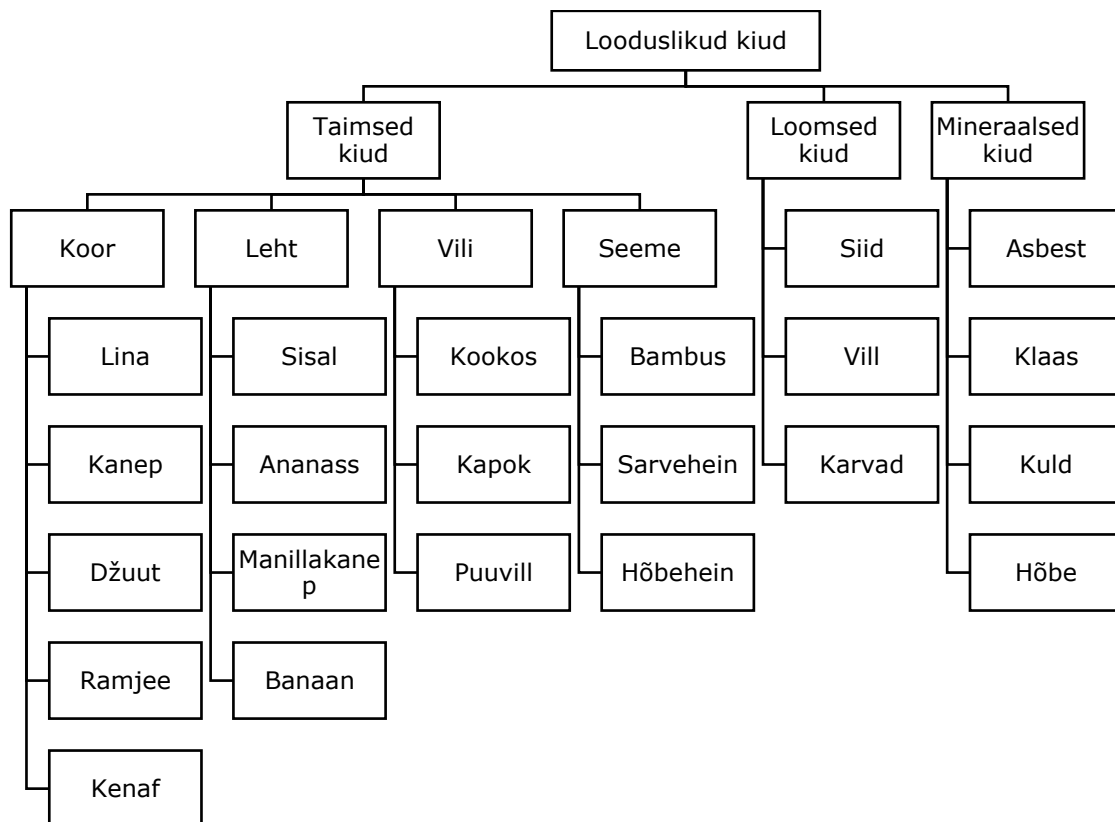 Looduslikud kiud
Taimsed
kiud
Loomsed
kiud
Mineraalsed
kiud
Koor
Leht
Vili
Seeme
Siid
Asbest
Lina
Sisal
Kookos
Bambus
Vill
Klaas
Kanep
Ananass
Kapok
Sarvehein
Karvad
Kuld
Džuut
Manillakane
p
Puuvill
Hõbehein
Hõbe
Ramjee
Banaan
Kenaf